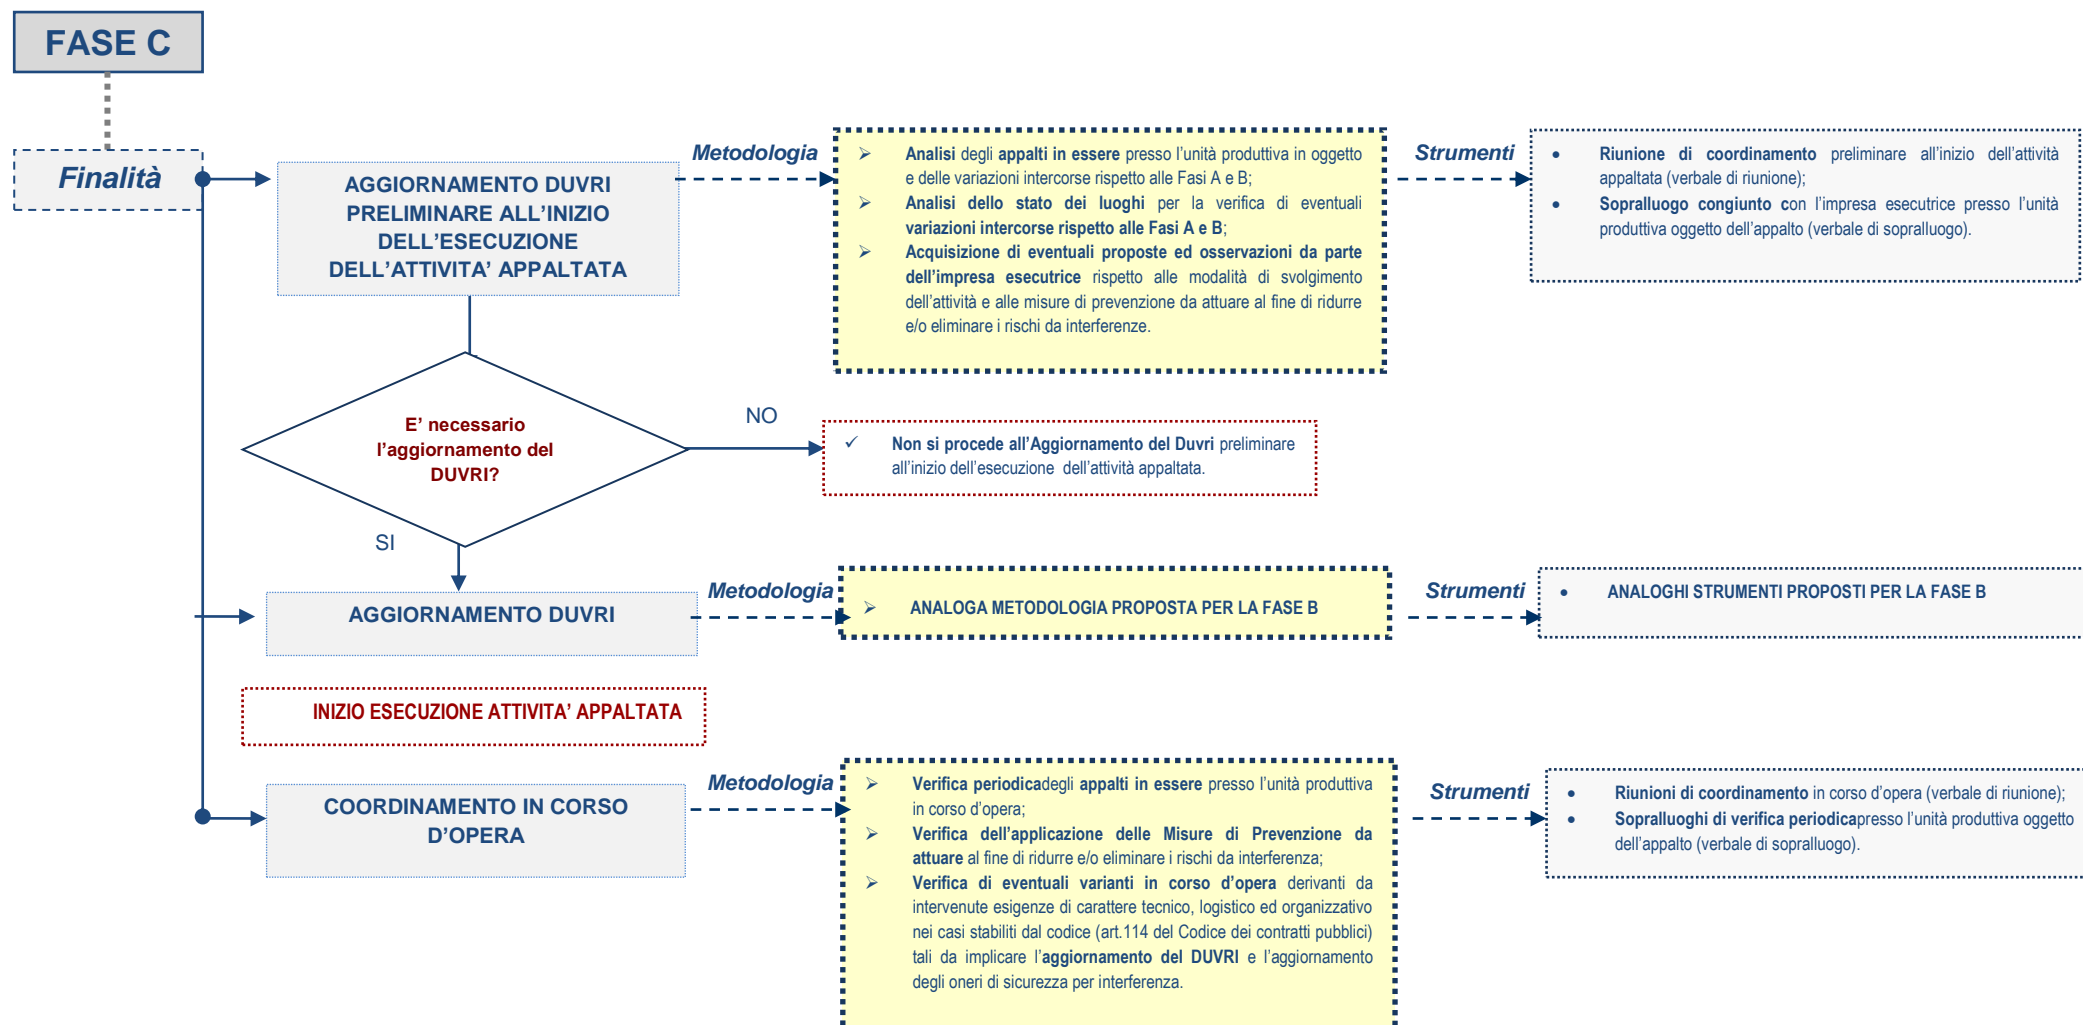 FASE C
Finalità
AGGIORNAMENTO DUVRI
PRELIMINARE ALL’INIZIO
DELL’ESECUZIONE
DELL’ATTIVITA’ APPALTATA
Metodologia
➢ Analisi degli appalti in essere presso l’unità produttiva in oggetto
e delle variazioni intercorse rispetto alle Fasi A e B;
➢ Analisi dello stato dei luoghi per la verifica di eventuali
variazioni intercorse rispetto alle Fasi A e B;
➢ Acquisizione di eventuali proposte ed osservazioni da parte
dell’impresa esecutrice rispetto alle modalità di svolgimento
dell’attività e alle misure di prevenzione da attuare al fine di ridurre
e/o eliminare i rischi da interferenze.
Strumenti
• Riunione di coordinamento preliminare all’inizio dell’attività
appaltata (verbale di riunione);
• Sopralluogo congiunto con l’impresa esecutrice presso l’unità
produttiva oggetto dell’appalto (verbale di sopralluogo).
E’ necessario
l’aggiornamento del
DUVRI?
NO
✓ Non si procede all’Aggiornamento del Duvri preliminare
all’inizio dell’esecuzione dell’attività appaltata.
SI
AGGIORNAMENTO DUVRI
Metodologia
➢ ANALOGA METODOLOGIA PROPOSTA PER LA FASE B
Strumenti
• ANALOGHI STRUMENTI PROPOSTI PER LA FASE B
INIZIO ESECUZIONE ATTIVITA’ APPALTATA
COORDINAMENTO IN CORSO
D’OPERA
Metodologia
➢ Verifica periodicadegli appalti in essere presso l’unità produttiva
in corso d’opera;
➢ Verifica dell’applicazione delle Misure di Prevenzione da
attuare al fine di ridurre e/o eliminare i rischi da interferenza;
➢ Verifica di eventuali varianti in corso d’opera derivanti da
intervenute esigenze di carattere tecnico, logistico ed organizzativo
nei casi stabiliti dal codice (art.114 del Codice dei contratti pubblici)
tali da implicare l’aggiornamento del DUVRI e l’aggiornamento
degli oneri di sicurezza per interferenza.
Strumenti
• Riunioni di coordinamento in corso d’opera (verbale di riunione);
• Sopralluoghi di verifica periodicapresso l’unità produttiva oggetto
dell’appalto (verbale di sopralluogo).